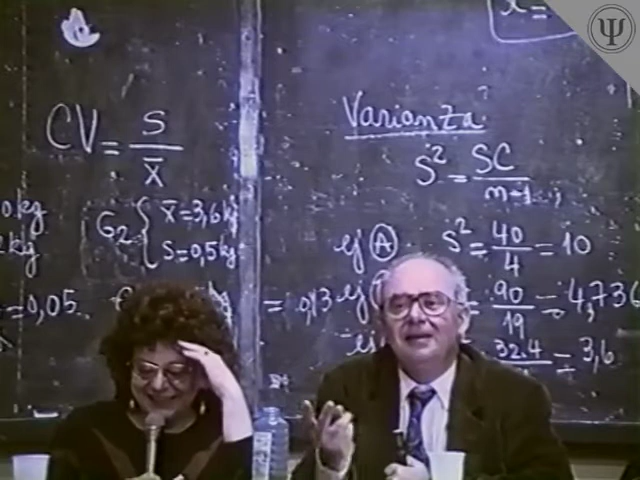 x =
CV = S / x̄
Varianza
S² = SC / n-1
0 kg
G₂ { x̄ = 3,6 kg
S = 0,5 kg
2 kg
ej A S² = 40 / 4 = 10
= 0,05
= 0,13
ej
90 / 19 = 4,736
32.4
= 3,6
Ψ